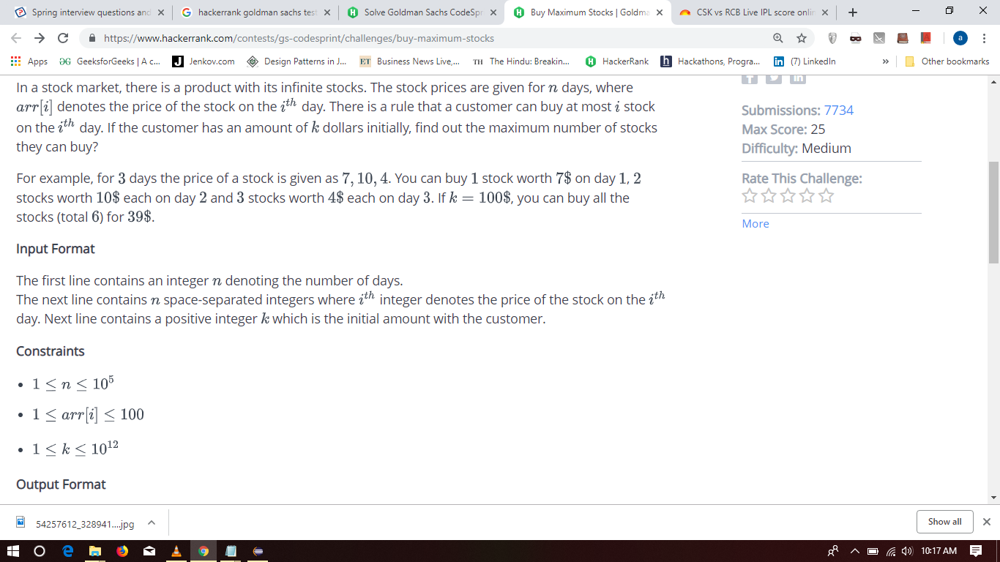 Spring interview questions and
hackerrank goldman sachs test
Solve Goldman Sachs CodeSpr
Buy Maximum Stocks | Goldma
CSK vs RCB Live IPL score onlin
https://www.hackerrank.com/contests/gs-codesprint/challenges/buy-maximum-stocks
a
Apps
GeeksforGeeks | A c...
Jenkov.com
Design Patterns in J...
ET Business News Live,...
TH The Hindu: Breakin...
HackerRank
Hackathons, Progra...
(7) LinkedIn
»
Other bookmarks
In a stock market, there is a product with its infinite stocks. The stock prices are given for n days, where
arr[i] denotes the price of the stock on the i^th day. There is a rule that a customer can buy at most i stock
on the i^th day. If the customer has an amount of k dollars initially, find out the maximum number of stocks
they can buy?
For example, for 3 days the price of a stock is given as 7, 10, 4. You can buy 1 stock worth 7$ on day 1, 2
stocks worth 10$ each on day 2 and 3 stocks worth 4$ each on day 3. If k = 100$, you can buy all the
stocks (total 6) for 39$.
Input Format
The first line contains an integer n denoting the number of days.
The next line contains n space-separated integers where i^th integer denotes the price of the stock on the i^th
day. Next line contains a positive integer k which is the initial amount with the customer.
Constraints
• 1 ≤ n ≤ 10^5
• 1 ≤ arr[i] ≤ 100
• 1 ≤ k ≤ 10^12
Output Format
Submissions: 7734
Max Score: 25
Difficulty: Medium
Rate This Challenge:
More
54257612_328941....jpg
Show all
10:17 AM